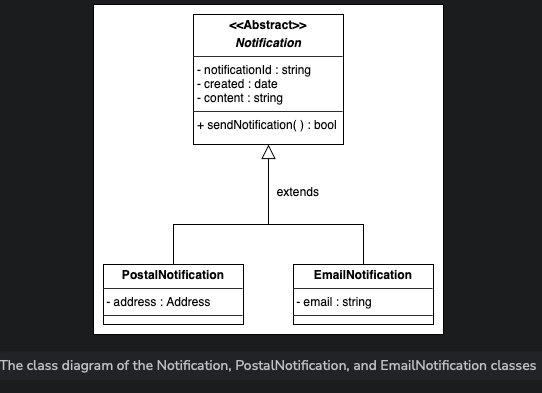 <<Abstract>>
Notification
- notificationId : string
- created : date
- content : string
+ sendNotification( ) : bool
extends
PostalNotification
- address : Address
EmailNotification
- email : string
The class diagram of the Notification, PostalNotification, and EmailNotification classes